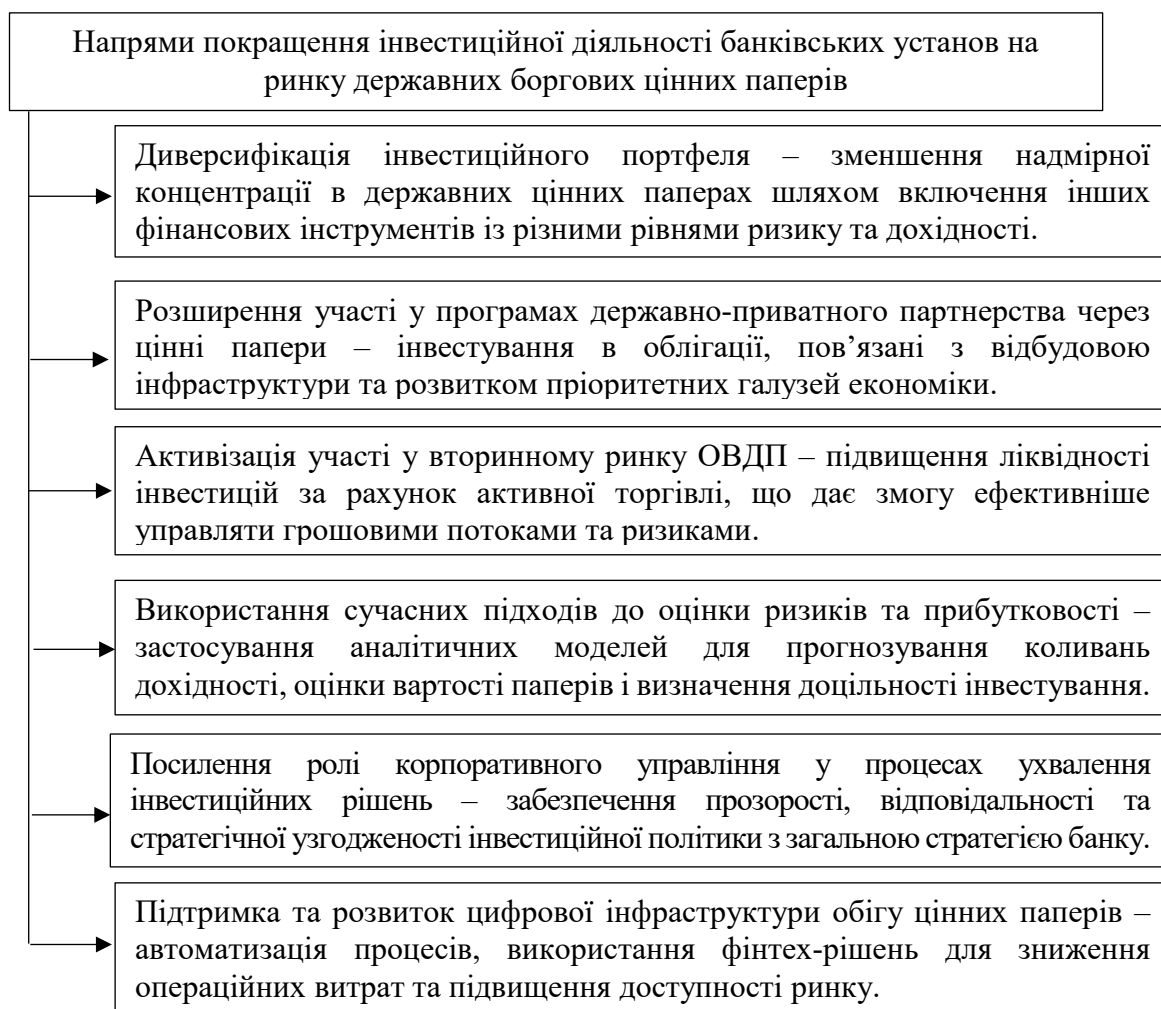 Напрями покращення інвестиційної діяльності банківських установ на
ринку державних боргових цінних паперів
Диверсифікація інвестиційного портфеля – зменшення надмірної
концентрації в державних цінних паперах шляхом включення інших
фінансових інструментів із різними рівнями ризику та дохідності.
Розширення участі у програмах державно-приватного партнерства через
цінні папери – інвестування в облігації, пов’язані з відбудовою
інфраструктури та розвитком пріоритетних галузей економіки.
Активізація участі у вторинному ринку ОВДП – підвищення ліквідності
інвестицій за рахунок активної торгівлі, що дає змогу ефективніше
управляти грошовими потоками та ризиками.
Використання сучасних підходів до оцінки ризиків та прибутковості –
застосування аналітичних моделей для прогнозування коливань
дохідності, оцінки вартості паперів і визначення доцільності інвестування.
Посилення ролі корпоративного управління у процесах ухвалення
інвестиційних рішень – забезпечення прозорості, відповідальності та
стратегічної узгодженості інвестиційної політики з загальною стратегією банку.
Підтримка та розвиток цифрової інфраструктури обігу цінних паперів –
автоматизація процесів, використання фінтех-рішень для зниження
операційних витрат та підвищення доступності ринку.